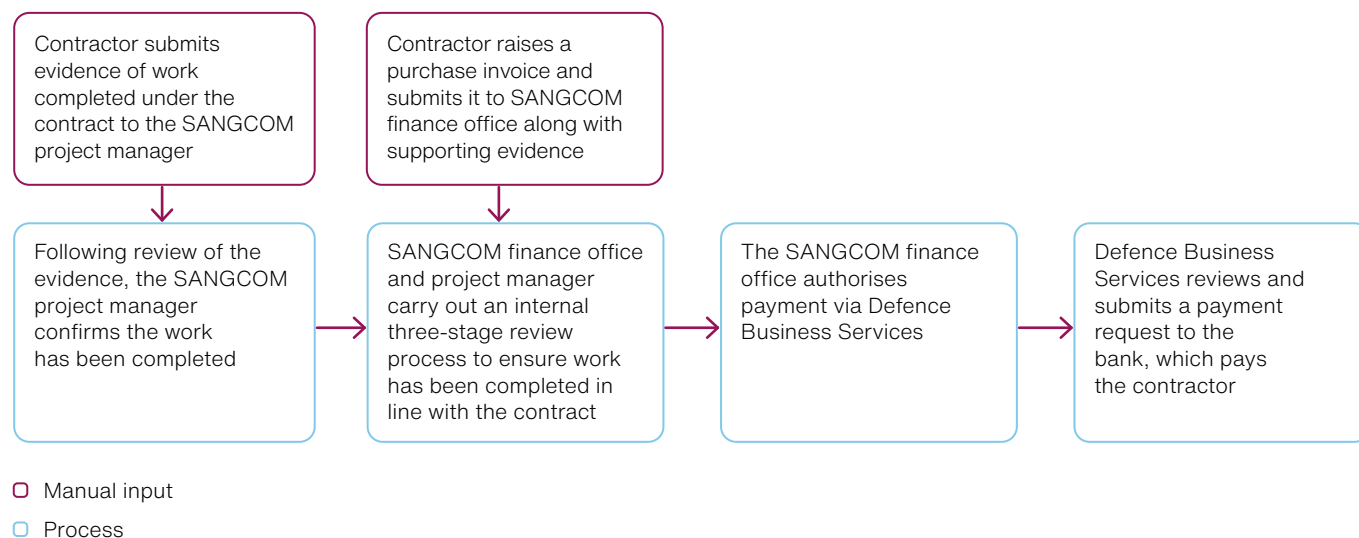 Contractor submits
evidence of work
completed under the
contract to the SANGCOM
project manager
Contractor raises a
purchase invoice and
submits it to SANGCOM
finance office along with
supporting evidence
Following review of the
evidence, the SANGCOM
project manager
confirms the work
has been completed
SANGCOM finance office
and project manager
carry out an internal
three-stage review
process to ensure work
has been completed in
line with the contract
The SANGCOM finance
office authorises
payment via Defence
Business Services
Defence Business
Services reviews and
submits a payment
request to the
bank, which pays
the contractor
Manual input
Process